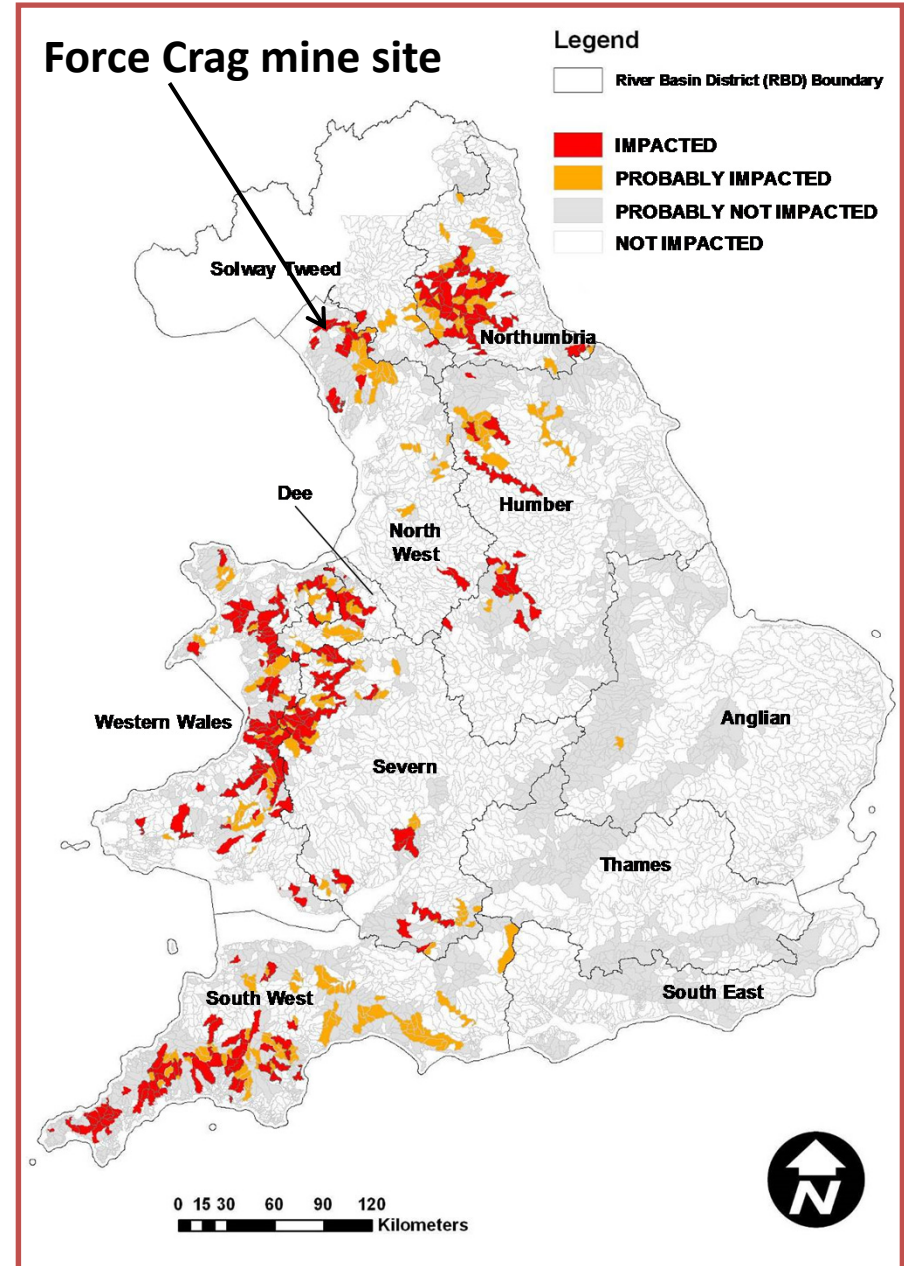 Force Crag mine site
Legend
River Basin District (RBD) Boundary
IMPACTED
PROBABLY IMPACTED
PROBABLY NOT IMPACTED
NOT IMPACTED
Solway Tweed
Northumbria
Dee
Humber
North
West
Western Wales
Anglian
Severn
Thames
South West
South East
N
0 15 30 60 90 120
Kilometers